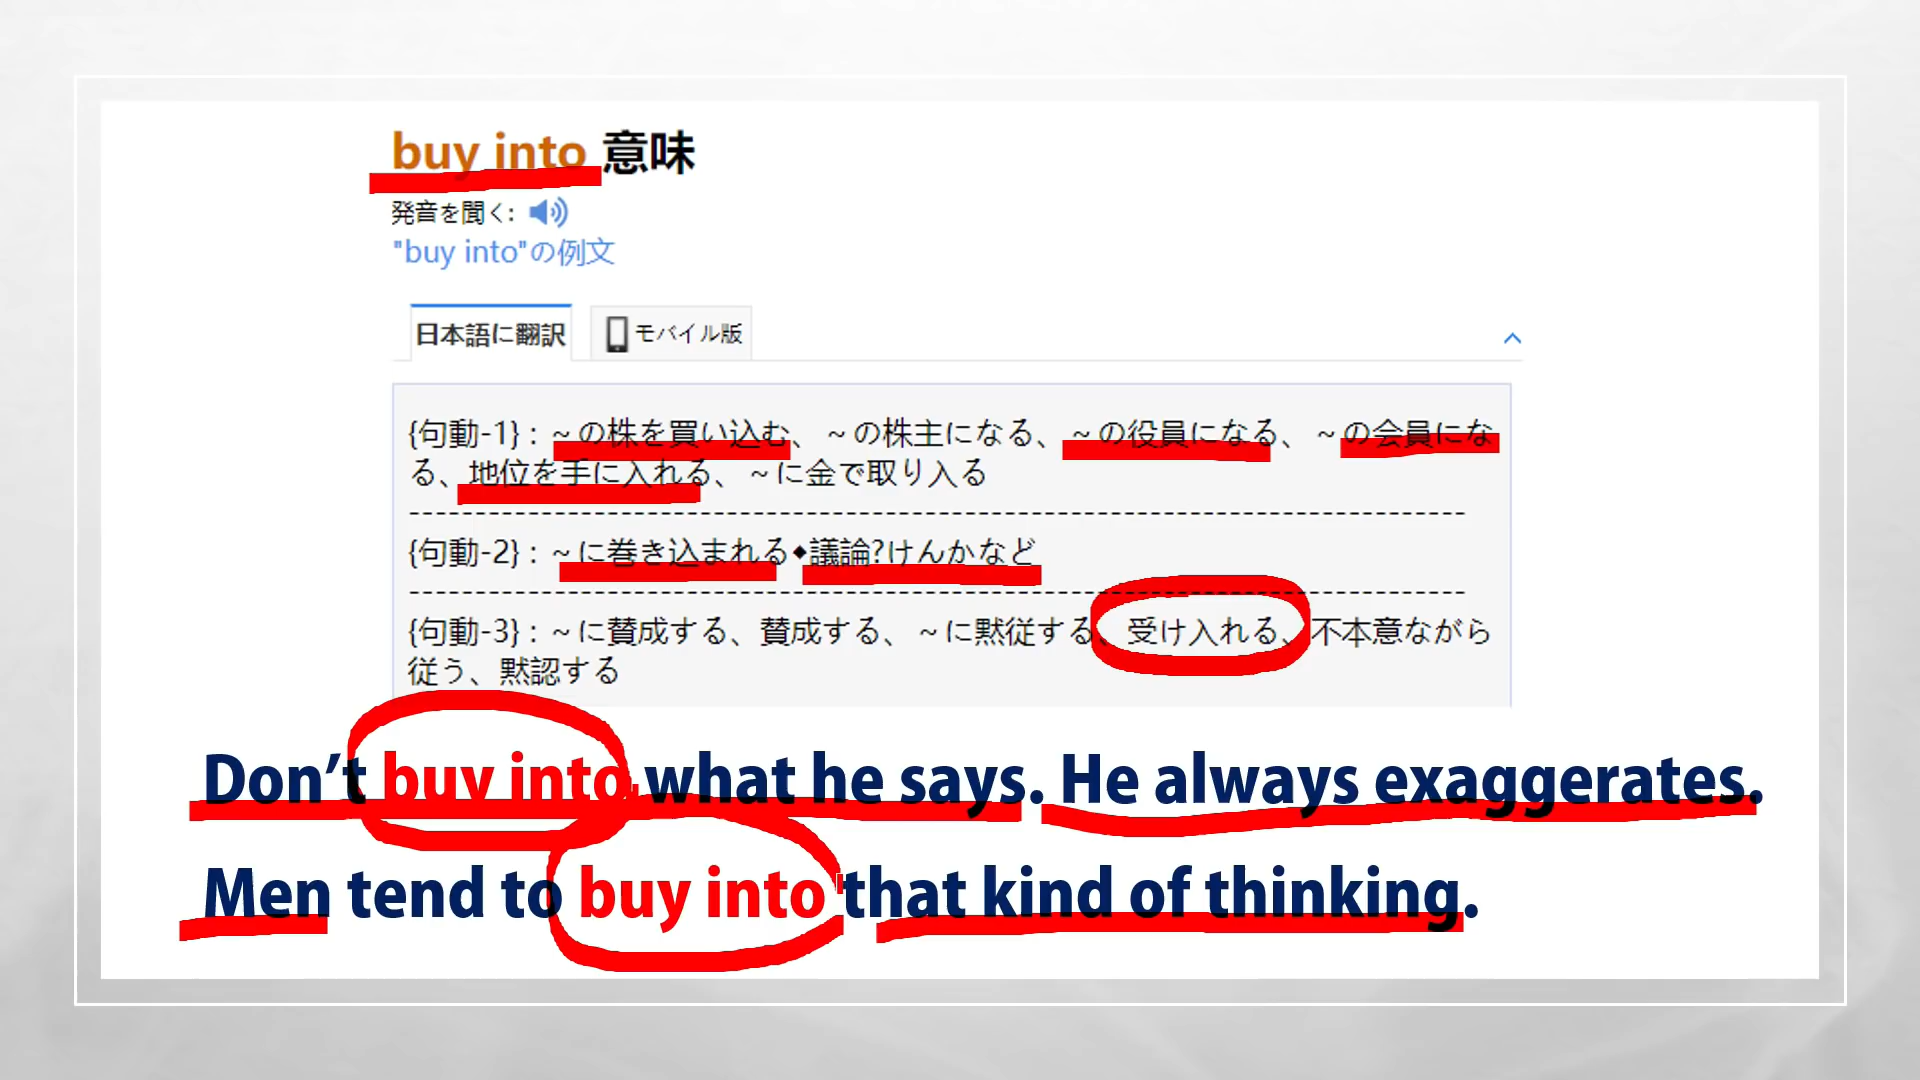 buy into 意味
発音を聞く:
"buy into"の例文
日本語に翻訳 モバイル版
{句動-1} : ~の株を買い込む、~の株主になる、~の役員になる、~の会員にな
る、地位を手に入れる、~に金で取り入る
{句動-2} : ~に巻き込まれる◆議論?けんかなど
{句動-3} : ~に賛成する、賛成する、~に黙従する、受け入れる、不本意ながら
従う、黙認する
Don’t buy into what he says. He always exaggerates.
Men tend to buy into that kind of thinking.